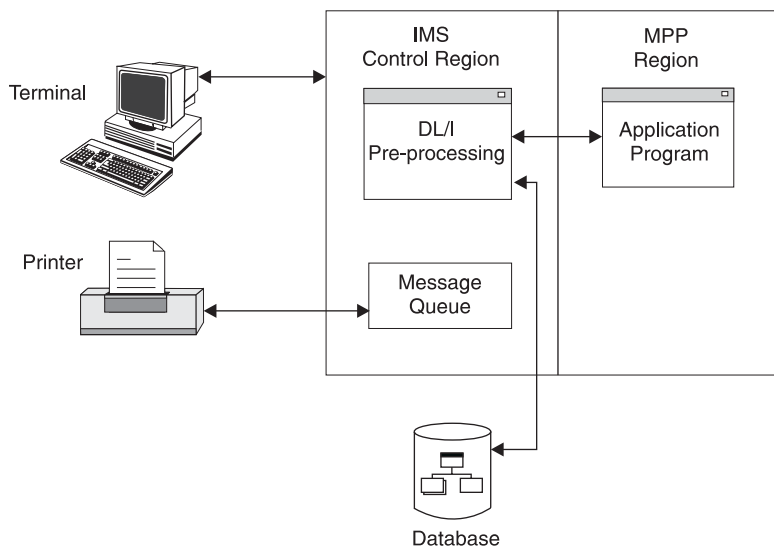 IMS
Control Region
MPP
Region
Terminal
DL/I
Pre-processing
Application
Program
Printer
Message
Queue
Database